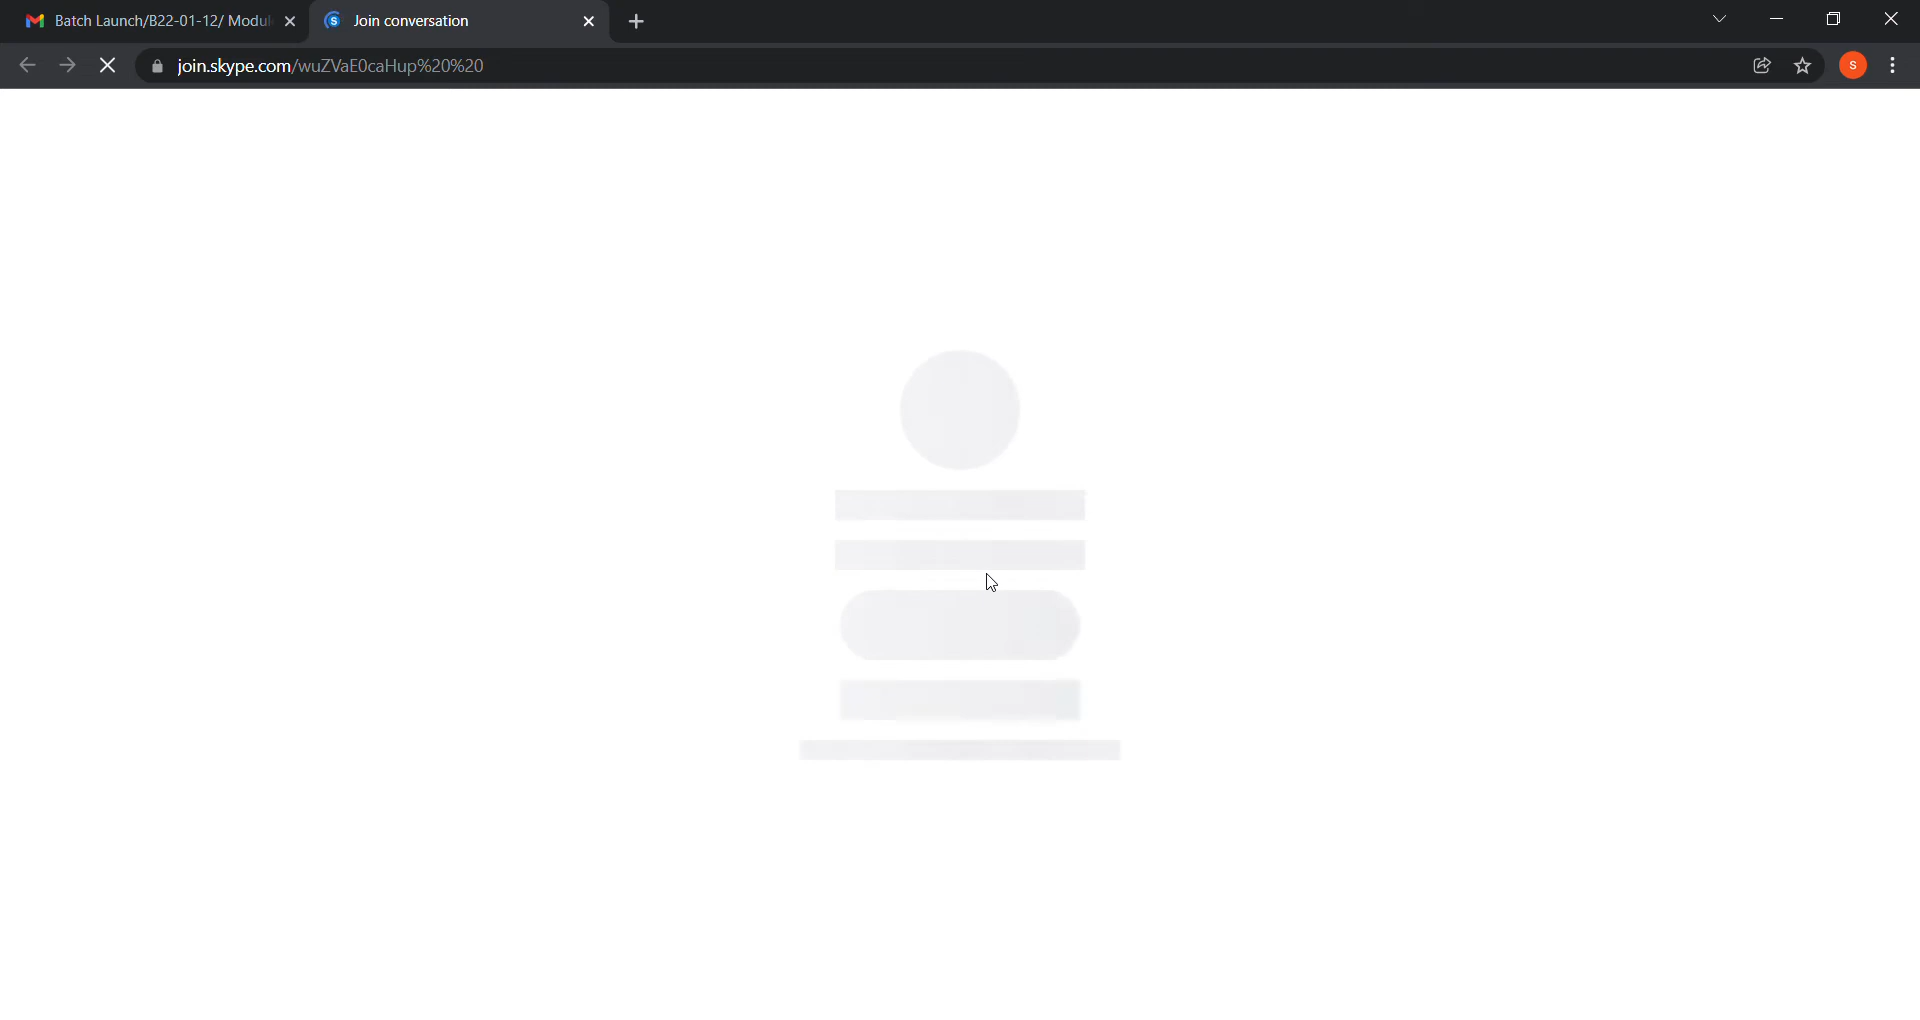 Batch Launch/B22-01-12/ Modul
Join conversation
join.skype.com/wuZVaE0caHup%20%20
S